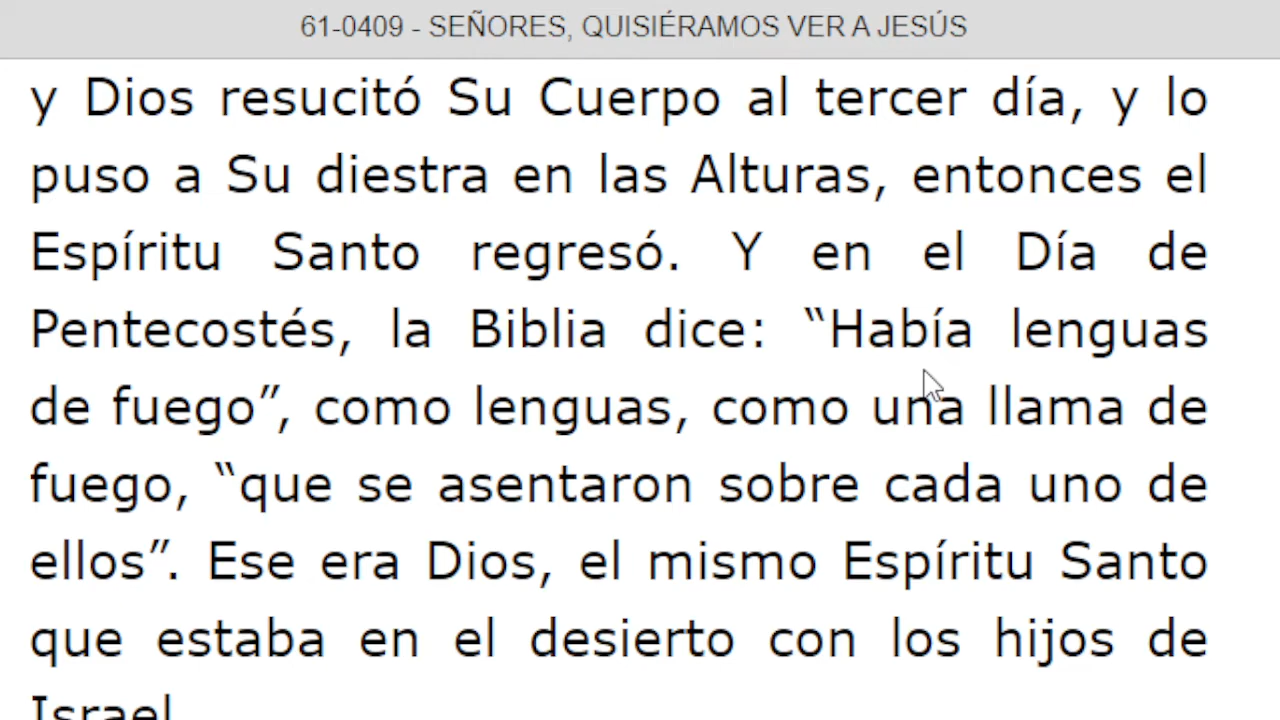 61-0409 - SEÑORES, QUISIÉRAMOS VER A JESÚS
y Dios resucitó Su Cuerpo al tercer día, y lo
puso a Su diestra en las Alturas, entonces el
Espíritu Santo regresó. Y en el Día de
Pentecostés, la Biblia dice: “Había lenguas
de fuego”, como lenguas, como una llama de
fuego, “que se asentaron sobre cada uno de
ellos”. Ese era Dios, el mismo Espíritu Santo
que estaba en el desierto con los hijos de
Israel